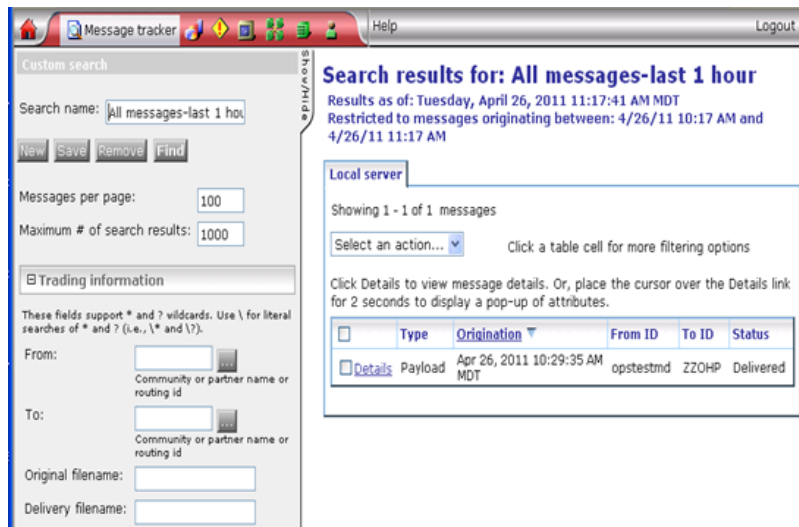 Message tracker
Help
Logout
Custom search
Show/Hide
Search name: All messages-last 1 hou
New Save Remove Find
Messages per page: 100
Maximum # of search results: 1000
Trading information
These fields support * and ? wildcards. Use \ for literal
searches of * and ? (i.e., \* and \?).
From: ...
Community or partner name or
routing id
To: ...
Community or partner name or
routing id
Original filename:
Delivery filename:
Search results for: All messages-last 1 hour
Results as of: Tuesday, April 26, 2011 11:17:41 AM MDT
Restricted to messages originating between: 4/26/11 10:17 AM and
4/26/11 11:17 AM
Local server
Showing 1 - 1 of 1 messages
Select an action... Click a table cell for more filtering options
Click Details to view message details. Or, place the cursor over the Details link
for 2 seconds to display a pop-up of attributes.
Type Origination From ID To ID Status
Details Payload Apr 26, 2011 10:29:35 AM
MDT opstestmd ZZOHP Delivered